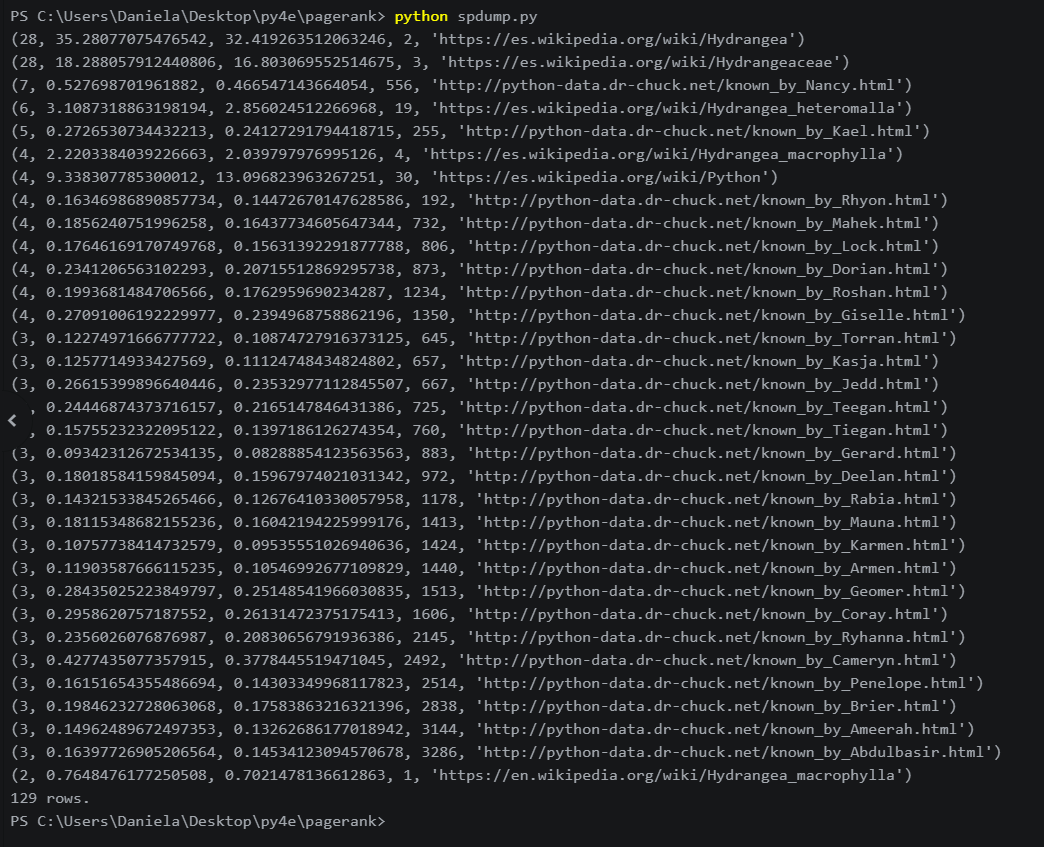 PS C:\Users\Daniela\Desktop\py4e\pagerank> python spdump.py
(28, 35.28077075476542, 32.419263512063246, 2, 'https://es.wikipedia.org/wiki/Hydrangea')
(28, 18.288057912440806, 16.803069552514675, 3, 'https://es.wikipedia.org/wiki/Hydrangeaceae')
(7, 0.527698701961882, 0.466547143664054, 556, 'http://python-data.dr-chuck.net/known_by_Nancy.html')
(6, 3.1087318863198194, 2.856024512266968, 19, 'https://es.wikipedia.org/wiki/Hydrangea_heteromalla')
(5, 0.2726530734432213, 0.24127291794418715, 255, 'http://python-data.dr-chuck.net/known_by_Kael.html')
(4, 2.2203384039226663, 2.039797976995126, 4, 'https://es.wikipedia.org/wiki/Hydrangea_macrophylla')
(4, 9.338307785300012, 13.096823963267251, 30, 'https://es.wikipedia.org/wiki/Python')
(4, 0.16346986890857734, 0.14472670147628586, 192, 'http://python-data.dr-chuck.net/known_by_Rhyon.html')
(4, 0.1856240751996258, 0.16437734605647344, 732, 'http://python-data.dr-chuck.net/known_by_Mahek.html')
(4, 0.17646169170749768, 0.15631392291877788, 806, 'http://python-data.dr-chuck.net/known_by_Lock.html')
(4, 0.2341206563102293, 0.20715512869295738, 873, 'http://python-data.dr-chuck.net/known_by_Dorian.html')
(4, 0.1993681484706566, 0.1762959690234287, 1234, 'http://python-data.dr-chuck.net/known_by_Roshan.html')
(4, 0.27091006192229977, 0.2394968758862196, 1350, 'http://python-data.dr-chuck.net/known_by_Giselle.html')
(3, 0.12274971666777722, 0.10874727916373125, 645, 'http://python-data.dr-chuck.net/known_by_Torran.html')
(3, 0.1257714933427569, 0.11124748434824802, 657, 'http://python-data.dr-chuck.net/known_by_Kasja.html')
(3, 0.26615399896640446, 0.23532977112845507, 667, 'http://python-data.dr-chuck.net/known_by_Jedd.html')
, 0.24446874373716157, 0.2165147846431386, 725, 'http://python-data.dr-chuck.net/known_by_Teegan.html')
, 0.15755232322095122, 0.1397186126274354, 760, 'http://python-data.dr-chuck.net/known_by_Tiegan.html')
(3, 0.09342312672534135, 0.08288854123563563, 883, 'http://python-data.dr-chuck.net/known_by_Gerard.html')
(3, 0.18018584159845094, 0.15967974021031342, 972, 'http://python-data.dr-chuck.net/known_by_Deelan.html')
(3, 0.14321533845265466, 0.12676410330057958, 1178, 'http://python-data.dr-chuck.net/known_by_Rabia.html')
(3, 0.18115348682155236, 0.16042194225999176, 1413, 'http://python-data.dr-chuck.net/known_by_Mauna.html')
(3, 0.10757738414732579, 0.09535551026940636, 1424, 'http://python-data.dr-chuck.net/known_by_Karmen.html')
(3, 0.11903587666115235, 0.10546992677109829, 1440, 'http://python-data.dr-chuck.net/known_by_Armen.html')
(3, 0.28435025223849797, 0.25148541966030835, 1513, 'http://python-data.dr-chuck.net/known_by_Geomer.html')
(3, 0.2958620757187552, 0.26131472375175413, 1606, 'http://python-data.dr-chuck.net/known_by_Coray.html')
(3, 0.2356026076876987, 0.20830656791936386, 2145, 'http://python-data.dr-chuck.net/known_by_Ryhanna.html')
(3, 0.4277435077357915, 0.3778445519471045, 2492, 'http://python-data.dr-chuck.net/known_by_Cameryn.html')
(3, 0.16151654355486694, 0.14303349968117823, 2514, 'http://python-data.dr-chuck.net/known_by_Penelope.html')
(3, 0.19846232728063068, 0.17583863216321396, 2838, 'http://python-data.dr-chuck.net/known_by_Brier.html')
(3, 0.14962489672497353, 0.13262686177018942, 3144, 'http://python-data.dr-chuck.net/known_by_Ameerah.html')
(3, 0.16397726905206564, 0.14534123094570678, 3286, 'http://python-data.dr-chuck.net/known_by_Abdulbasir.html')
(2, 0.7648476177250508, 0.7021478136612863, 1, 'https://en.wikipedia.org/wiki/Hydrangea_macrophylla')
129 rows.
PS C:\Users\Daniela\Desktop\py4e\pagerank>